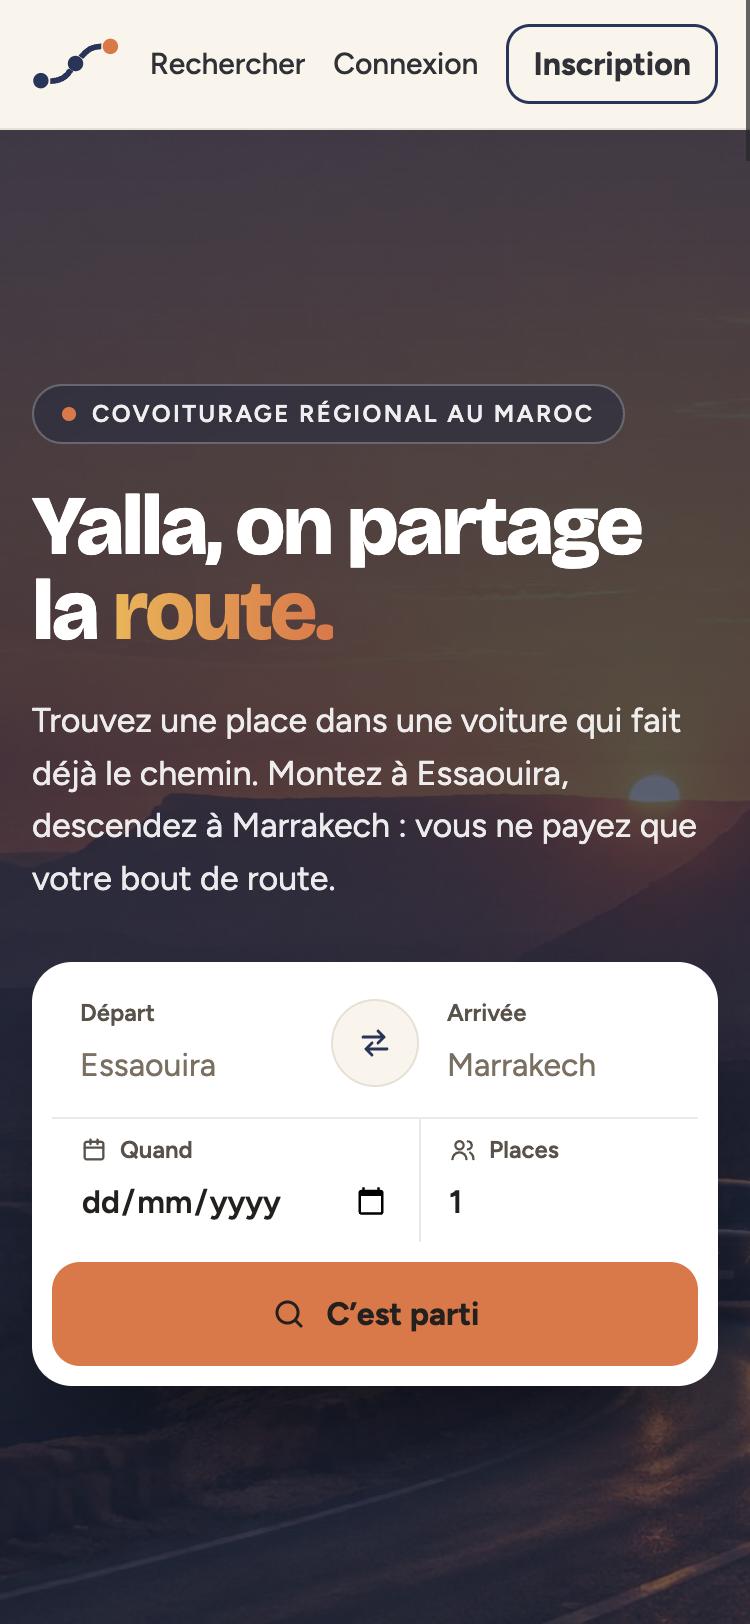 Rechercher Connexion Inscription
COVOITURAGE RÉGIONAL AU MAROC
Yalla, on partage
la route.
Trouvez une place dans une voiture qui fait
déjà le chemin. Montez à Essaouira,
descendez à Marrakech : vous ne payez que
votre bout de route.
Départ Arrivée
Essaouira Marrakech
Quand Places
dd/mm/yyyy 1
C’est parti